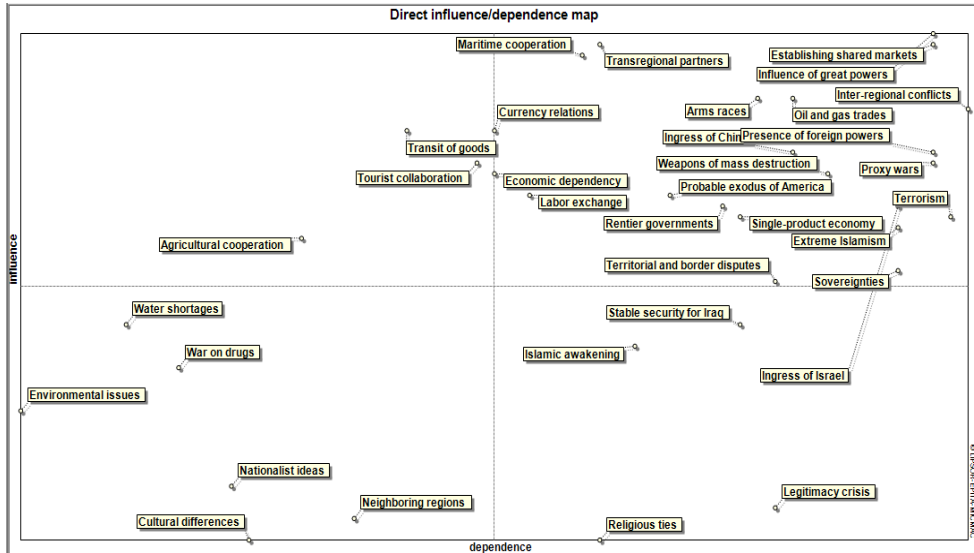 Direct influence/dependence map
Maritime cooperation
Transregional partners
Establishing shared markets
Influence of great powers
Inter-regional conflicts
Currency relations
Arms races
Oil and gas trades
Transit of goods
Ingress of Chin
Presence of foreign powers
Tourist collaboration
Weapons of mass destruction
Proxy wars
Economic dependency
Probable exodus of America
Labor exchange
Terrorism
Rentier governments
Single-product economy
Agricultural cooperation
Extreme Islamism
influence
Territorial and border disputes
Sovereignties
Water shortages
Stable security for Iraq
War on drugs
Islamic awakening
Ingress of Israel
Environmental issues
Nationalist ideas
Neighboring regions
Legitimacy crisis
Cultural differences
Religious ties
dependence